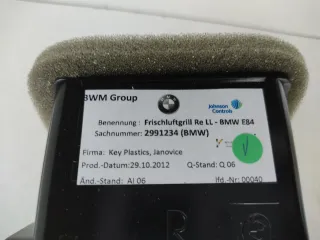 BWM Group
Johnson Controls
Benennung : Frischluftgrill Re LL - BMW E84
Sachnummer: 2991234 (BMW)
Firma: Key Plastics, Janovice
Prod.-Datum:29.10.2012 Q-Stand: Q 06
Änd.-Stand: AI 06 lfd.-Nr: 00040
R